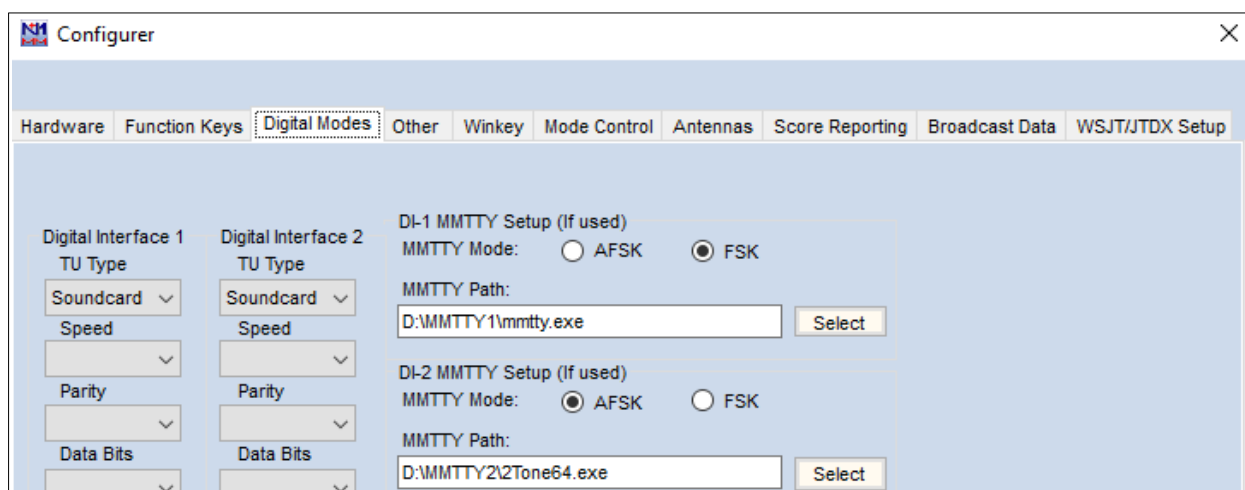 N1 MM Configurer
Hardware Function Keys Digital Modes Other Winkey Mode Control Antennas Score Reporting Broadcast Data WSJT/JTDX Setup
Digital Interface 1
TU Type
Soundcard
Speed
Parity
Data Bits
Digital Interface 2
TU Type
Soundcard
Speed
Parity
Data Bits
DI-1 MMTTY Setup (If used)
MMTTY Mode: AFSK FSK
MMTTY Path:
D:\MMTTY1\mmtty.exe Select
DI-2 MMTTY Setup (If used)
MMTTY Mode: AFSK FSK
MMTTY Path:
D:\MMTTY2\2Tone64.exe Select